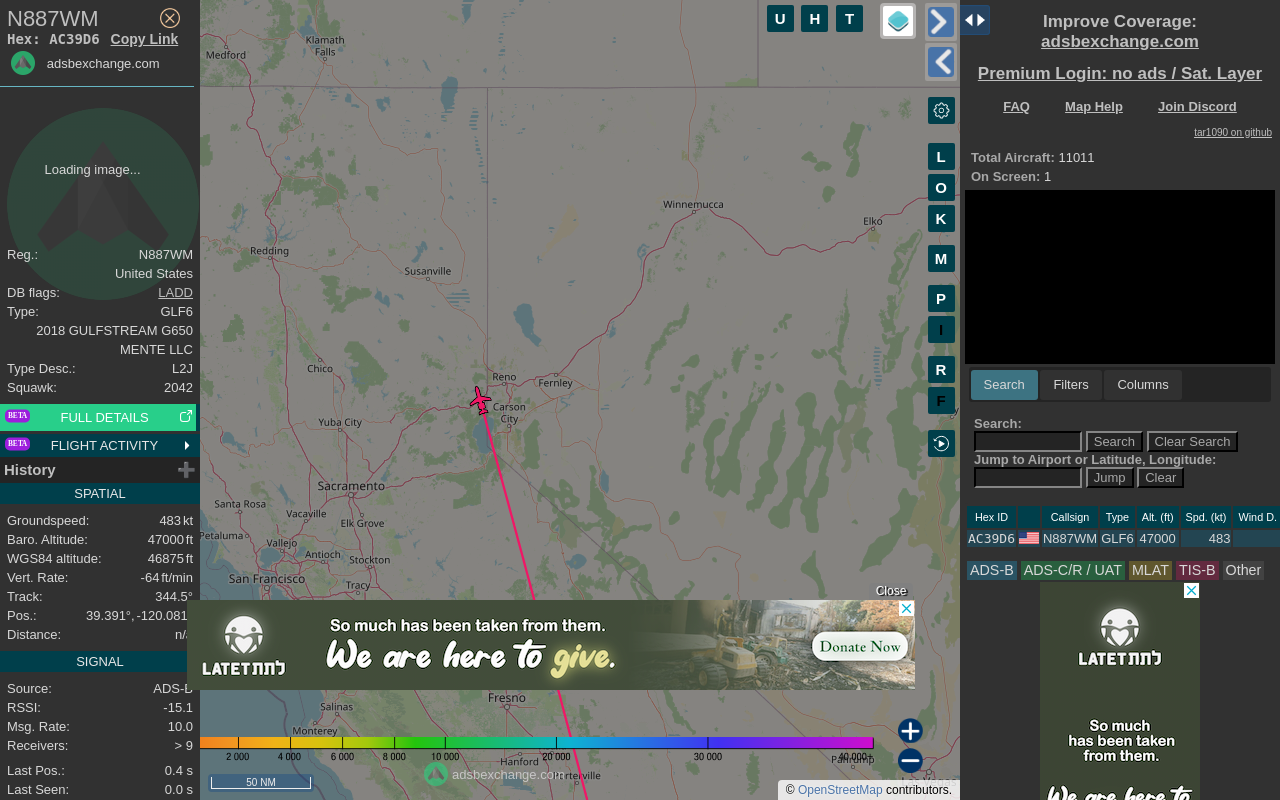 N887WM
Hex: AC39D6 Copy Link
adsbexchange.com
Loading image...
Reg.: N887WM
United States
DB flags: LADD
Type: GLF6
2018 GULFSTREAM G650
MENTE LLC
Type Desc.: L2J
Squawk: 2042
BETA FULL DETAILS
BETA FLIGHT ACTIVITY
History
SPATIAL
Groundspeed: 483 kt
Baro. Altitude: 47000 ft
WGS84 altitude: 46875 ft
Vert. Rate: -64 ft/min
Track: 344.5°
Pos.: 39.391°, -120.081
Distance: n/
SIGNAL
Source: ADS-B
RSSI: -15.1
Msg. Rate: 10.0
Receivers: > 9
Last Pos.: 0.4 s
Last Seen: 0.0 s
U H T
Medford
Klamath
Falls
Winnemucca
Elko
Redding
Susanville
Chico
Reno
Fernley
Carson
City
Yuba City
Sacramento
Santa Rosa
Vacaville
Elk Grove
Petaluma
Vallejo
Antioch
Stockton
San Francisco
Tracy
L
O
K
M
P
I
R
F
Close
LATET לתת
So much has been taken from them.
We are here to give.
Donate Now
Fresno
Salinas
Monterey
Hanford
Porterville
Pahrump
2 000 4 000 6 000 8 000 10 000 20 000 30 000 40 000+
adsbexchange.com
50 NM
© OpenStreetMap contributors.
Improve Coverage:
adsbexchange.com
Premium Login: no ads / Sat. Layer
FAQ Map Help Join Discord
tar1090 on github
Total Aircraft: 11011
On Screen: 1
Search Filters Columns
Search:
Search Clear Search
Jump to Airport or Latitude, Longitude:
Jump Clear
Hex ID Callsign Type Alt. (ft) Spd. (kt) Wind D.
AC39D6 N887WM GLF6 47000 483
ADS-B ADS-C/R / UAT MLAT TIS-B Other
LATET לתת
So much
has been taken
from them.
We are here to